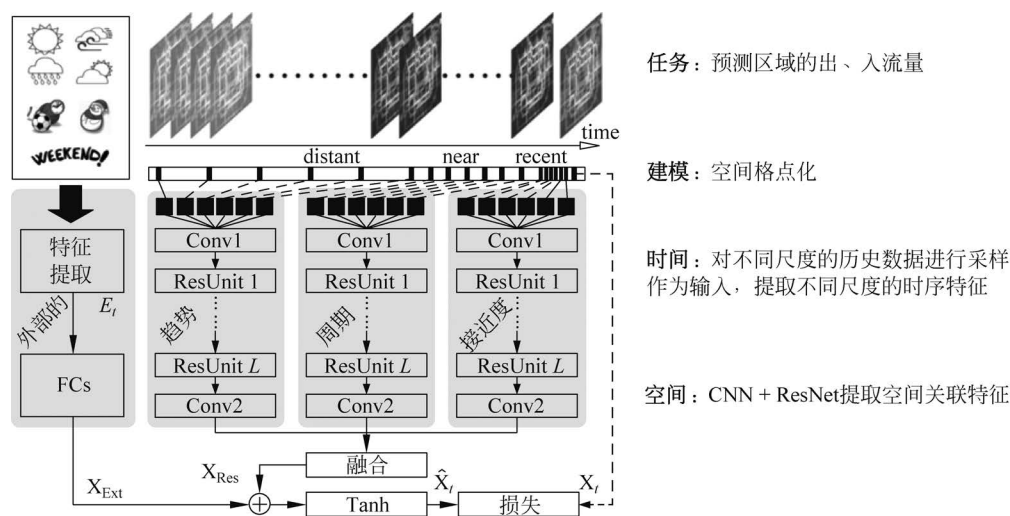 WEEKEND!
time
distant
near
recent
特征
提取
外部的
E_t
FCs
Conv1
ResUnit 1
趋势
ResUnit L
Conv2
Conv1
ResUnit 1
周期
ResUnit L
Conv2
Conv1
ResUnit 1
接近度
ResUnit L
Conv2
融合
X_Res
X_Ext
Tanh
X̂_t
损失
X_t
任务：预测区域的出、入流量
建模：空间格点化
时间：对不同尺度的历史数据进行采样
作为输入，提取不同尺度的时序特征
空间：CNN + ResNet提取空间关联特征